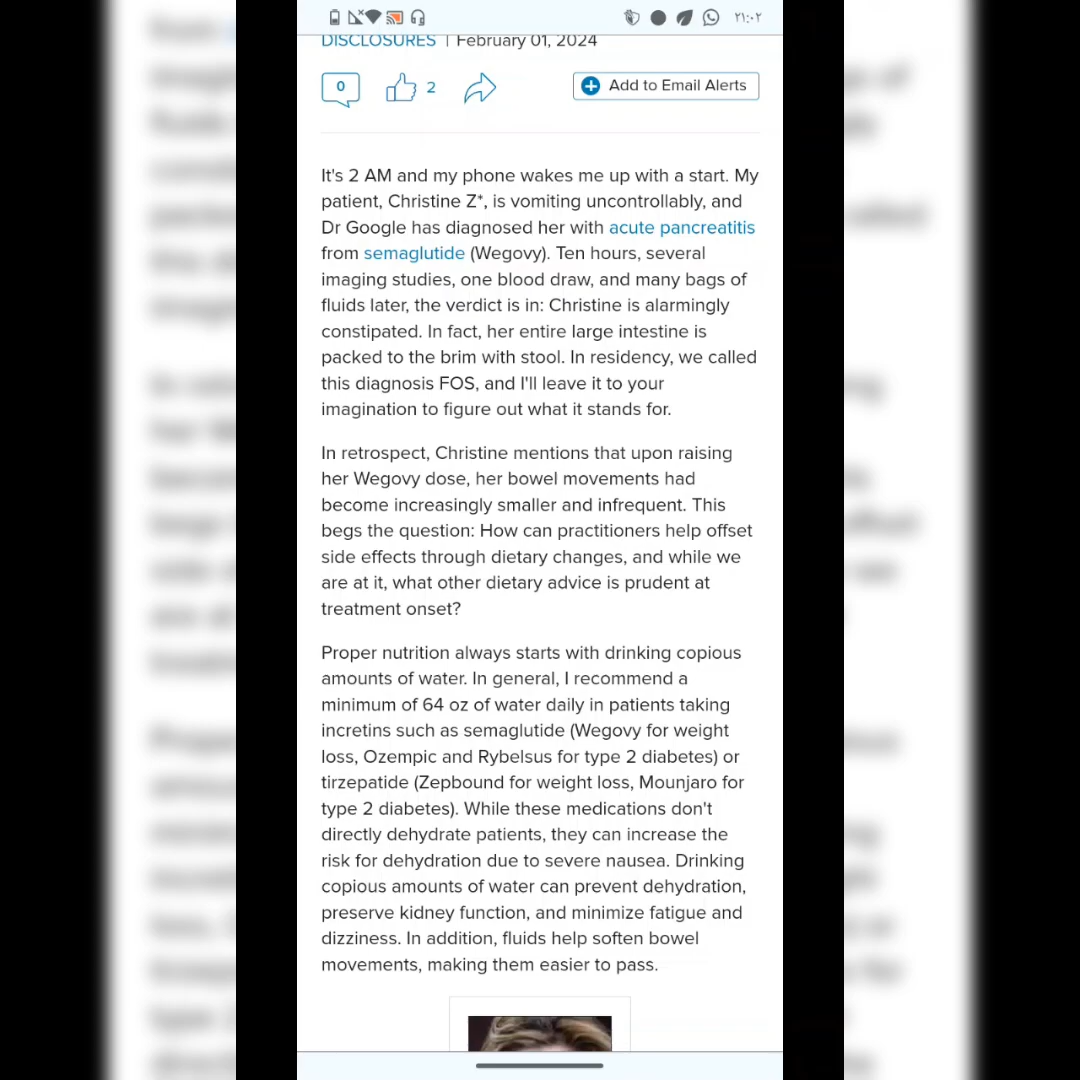 ٢١:٠٢
DISCLOSURES | February 01, 2024
0
2
Add to Email Alerts
It's 2 AM and my phone wakes me up with a start. My
patient, Christine Z*, is vomiting uncontrollably, and
Dr Google has diagnosed her with acute pancreatitis
from semaglutide (Wegovy). Ten hours, several
imaging studies, one blood draw, and many bags of
fluids later, the verdict is in: Christine is alarmingly
constipated. In fact, her entire large intestine is
packed to the brim with stool. In residency, we called
this diagnosis FOS, and I'll leave it to your
imagination to figure out what it stands for.
In retrospect, Christine mentions that upon raising
her Wegovy dose, her bowel movements had
become increasingly smaller and infrequent. This
begs the question: How can practitioners help offset
side effects through dietary changes, and while we
are at it, what other dietary advice is prudent at
treatment onset?
Proper nutrition always starts with drinking copious
amounts of water. In general, I recommend a
minimum of 64 oz of water daily in patients taking
incretins such as semaglutide (Wegovy for weight
loss, Ozempic and Rybelsus for type 2 diabetes) or
tirzepatide (Zepbound for weight loss, Mounjaro for
type 2 diabetes). While these medications don't
directly dehydrate patients, they can increase the
risk for dehydration due to severe nausea. Drinking
copious amounts of water can prevent dehydration,
preserve kidney function, and minimize fatigue and
dizziness. In addition, fluids help soften bowel
movements, making them easier to pass.